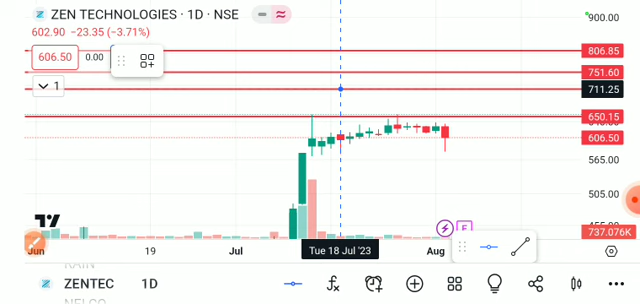 ZEN TECHNOLOGIES · 1D · NSE
602.90 −23.35 (−3.71%)
606.50 0.00
1
900.00
806.85
751.60
711.25
650.15
606.50
565.00
505.00
737.076K
E
Jun 19 Jul Tue 18 Jul '23 Aug
ZENTEC 1D
NELCO